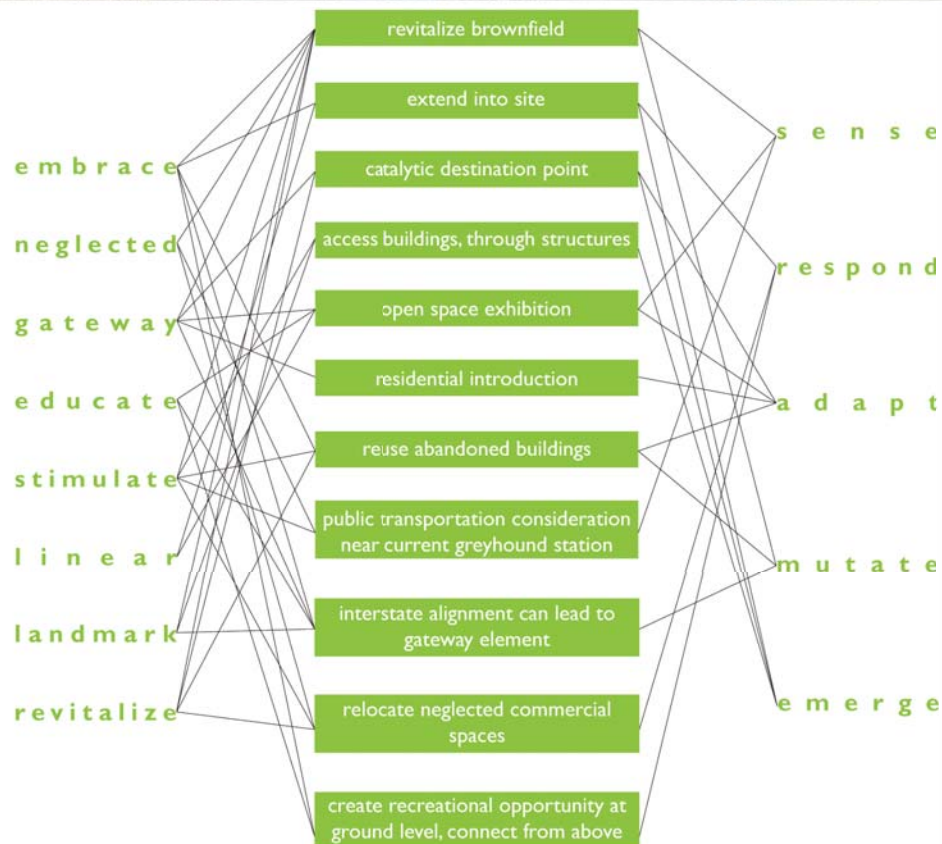 embrace
neglected
gateway
educate
stimulate
linear
landmark
revitalize
revitalize brownfield
extend into site
catalytic destination point
access buildings, through structures
open space exhibition
residential introduction
reuse abandoned buildings
public transportation consideration
near current greyhound station
interstate alignment can lead to
gateway element
relocate neglected commercial
spaces
create recreational opportunity at
ground level, connect from above
sense
respond
adapt
mutate
emerge